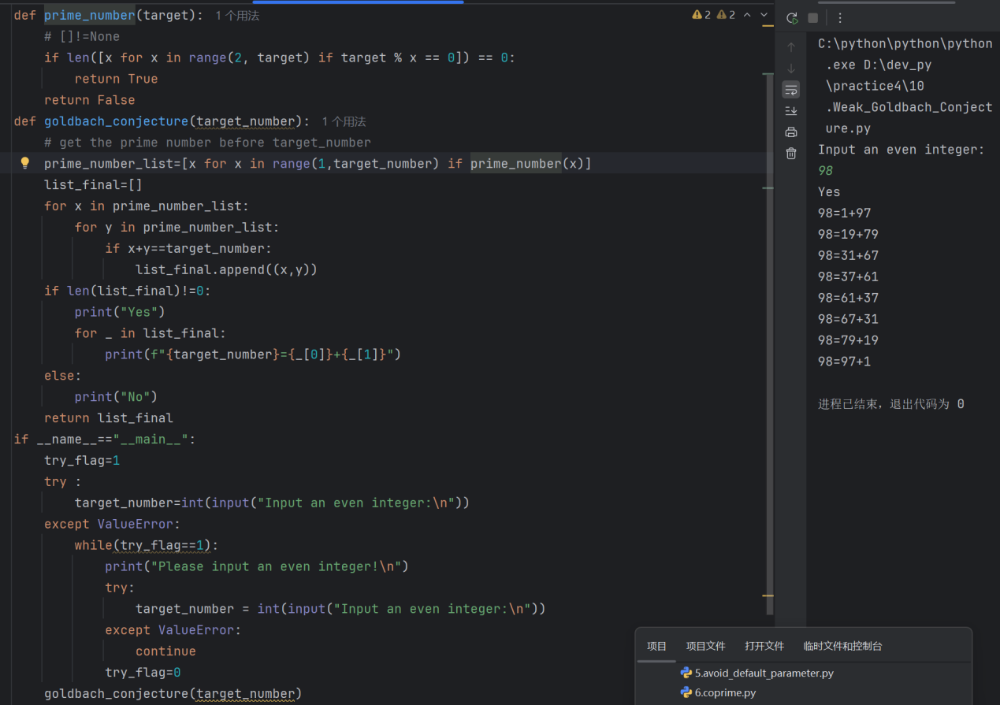 def prime_number(target): 1 个用法
    # []!=None
    if len([x for x in range(2, target) if target % x == 0]) == 0:
        return True
    return False
def goldbach_conjecture(target_number): 1 个用法
    # get the prime number before target_number
    prime_number_list=[x for x in range(1,target_number) if prime_number(x)]
    list_final=[]
    for x in prime_number_list:
        for y in prime_number_list:
            if x+y==target_number:
                list_final.append((x,y))
    if len(list_final)!=0:
        print("Yes")
        for _ in list_final:
            print(f"{target_number}={_[0]}+{_[1]}")
    else:
        print("No")
    return list_final
if __name__=="__main__":
    try_flag=1
    try :
        target_number=int(input("Input an even integer:\n"))
    except ValueError:
        while(try_flag==1):
            print("Please input an even integer!\n")
            try:
                target_number = int(input("Input an even integer:\n"))
            except ValueError:
                continue
            try_flag=0
    goldbach_conjecture(target_number)
2 2
C:\python\python\python
.exe D:\dev_py
\practice4\10
.Weak_Goldbach_Conject
ure.py
Input an even integer:
98
Yes
98=1+97
98=19+79
98=31+67
98=37+61
98=61+37
98=67+31
98=79+19
98=97+1
进程已结束，退出代码为 0
项目 项目文件 打开文件 临时文件和控制台
5.avoid_default_parameter.py
6.coprime.py